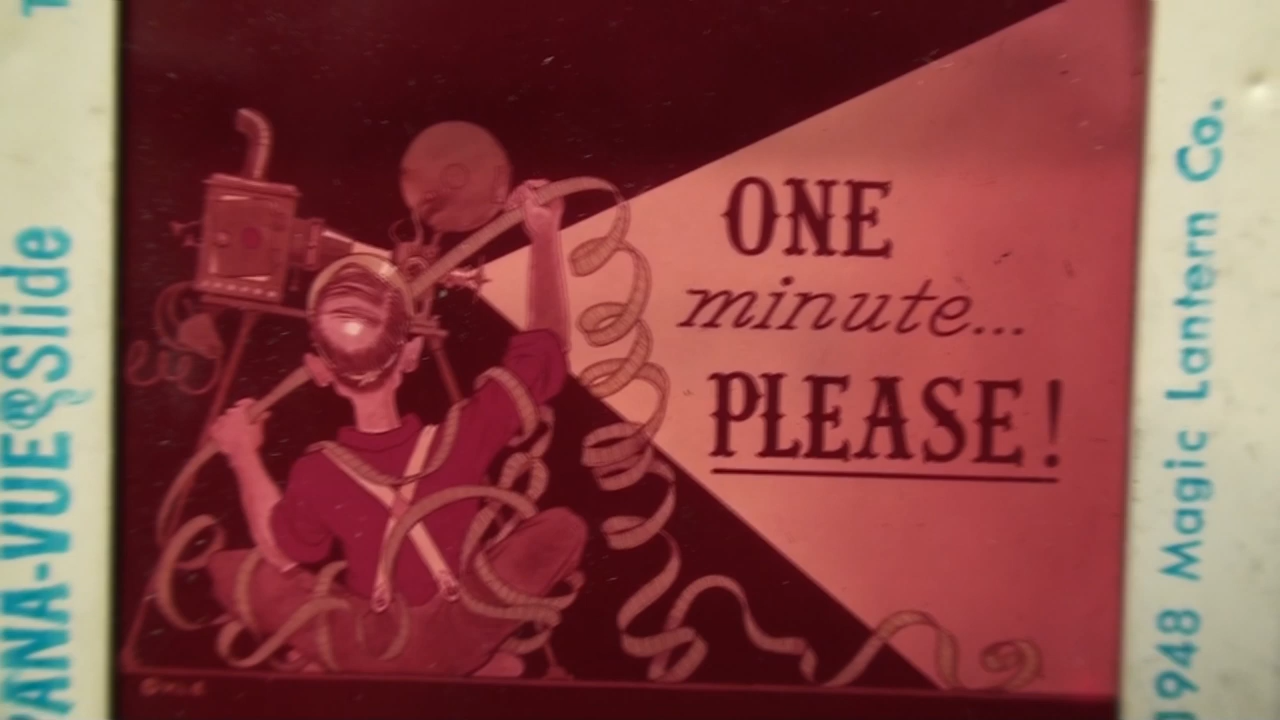 PANA-VUE® Slide
ONE
minute...
PLEASE!
1948 Magic Lantern Co.